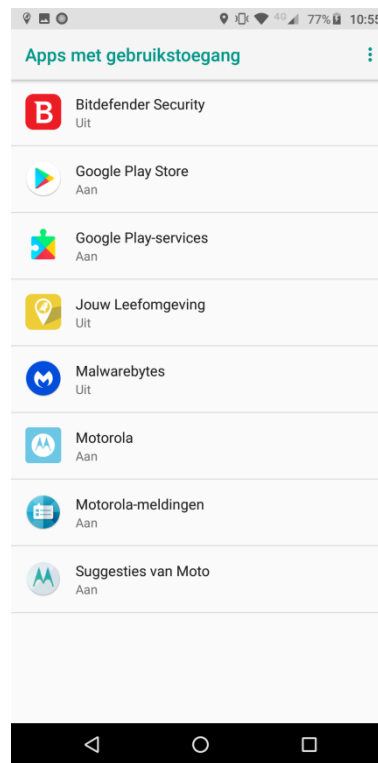 4G 77% 10:55
Apps met gebruikstoegang
B
Bitdefender Security
Uit
Google Play Store
Aan
Google Play-services
Aan
Jouw Leefomgeving
Uit
Malwarebytes
Uit
Motorola
Aan
Motorola-meldingen
Aan
Suggesties van Moto
Aan